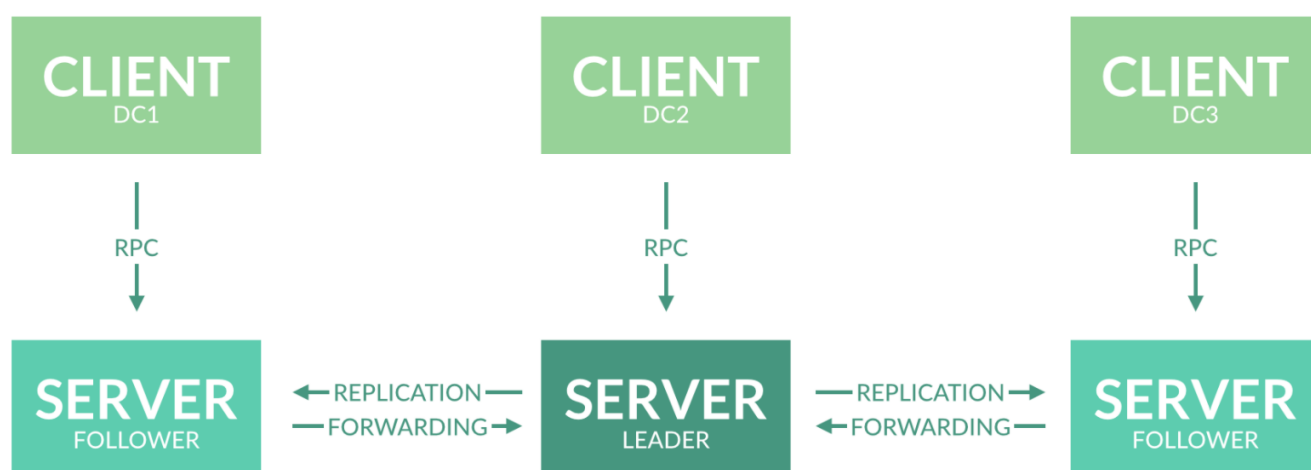 CLIENT
DC1
CLIENT
DC2
CLIENT
DC3
RPC
RPC
RPC
SERVER
FOLLOWER
REPLICATION
FORWARDING
SERVER
LEADER
REPLICATION
FORWARDING
SERVER
FOLLOWER